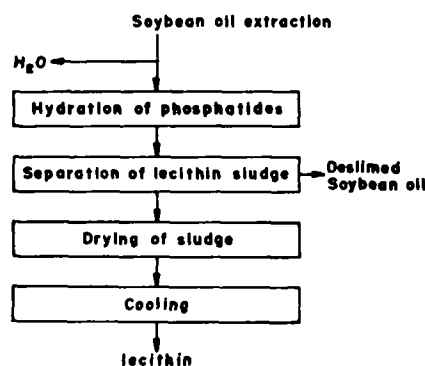 Soybean oil extraction
H₂O
Hydration of phosphatides
Separation of lecithin sludge
Deslimed
Soybean oil
Drying of sludge
Cooling
lecithin